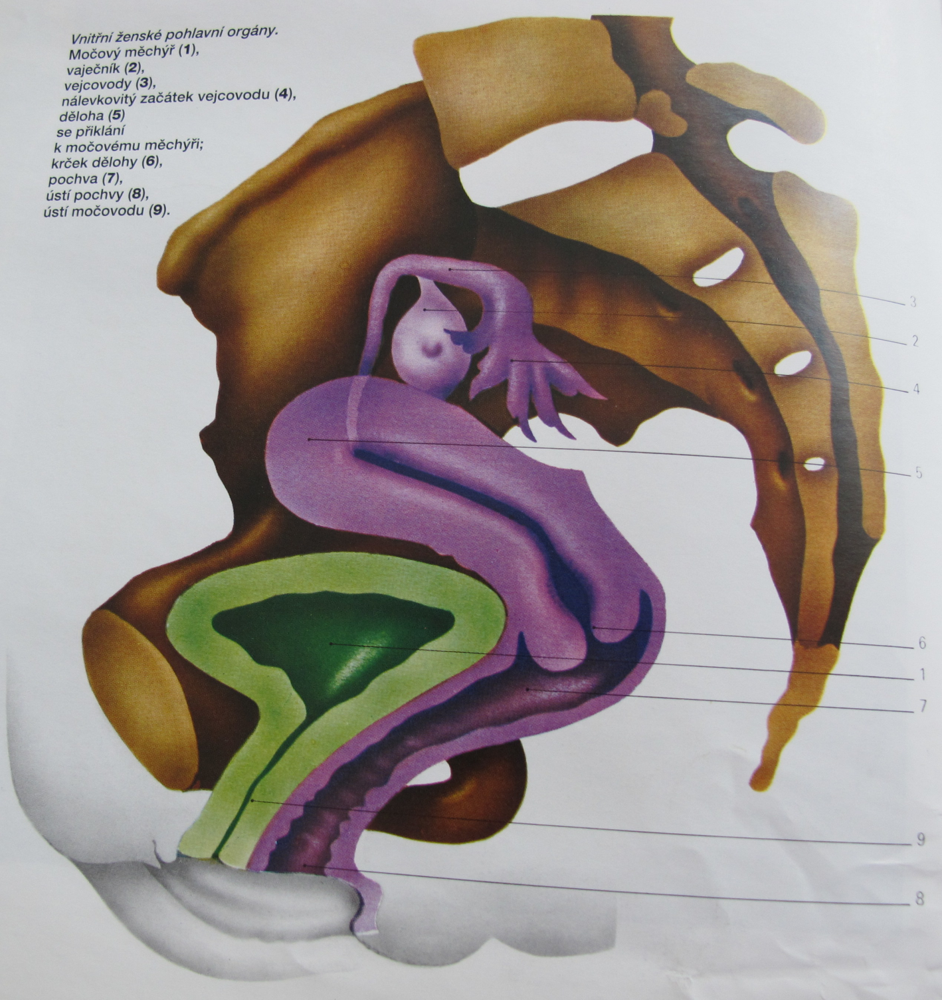 Vnitřní ženské pohlavní orgány.
Močový měchýř (1),
vaječník (2),
vejcovody (3),
nálevkovitý začátek vejcovodu (4),
děloha (5)
se přiklání
k močovému měchýři;
krček dělohy (6),
pochva (7),
ústí pochvy (8),
ústí močovodu (9).
3
2
4
5
6
1
7
9
8